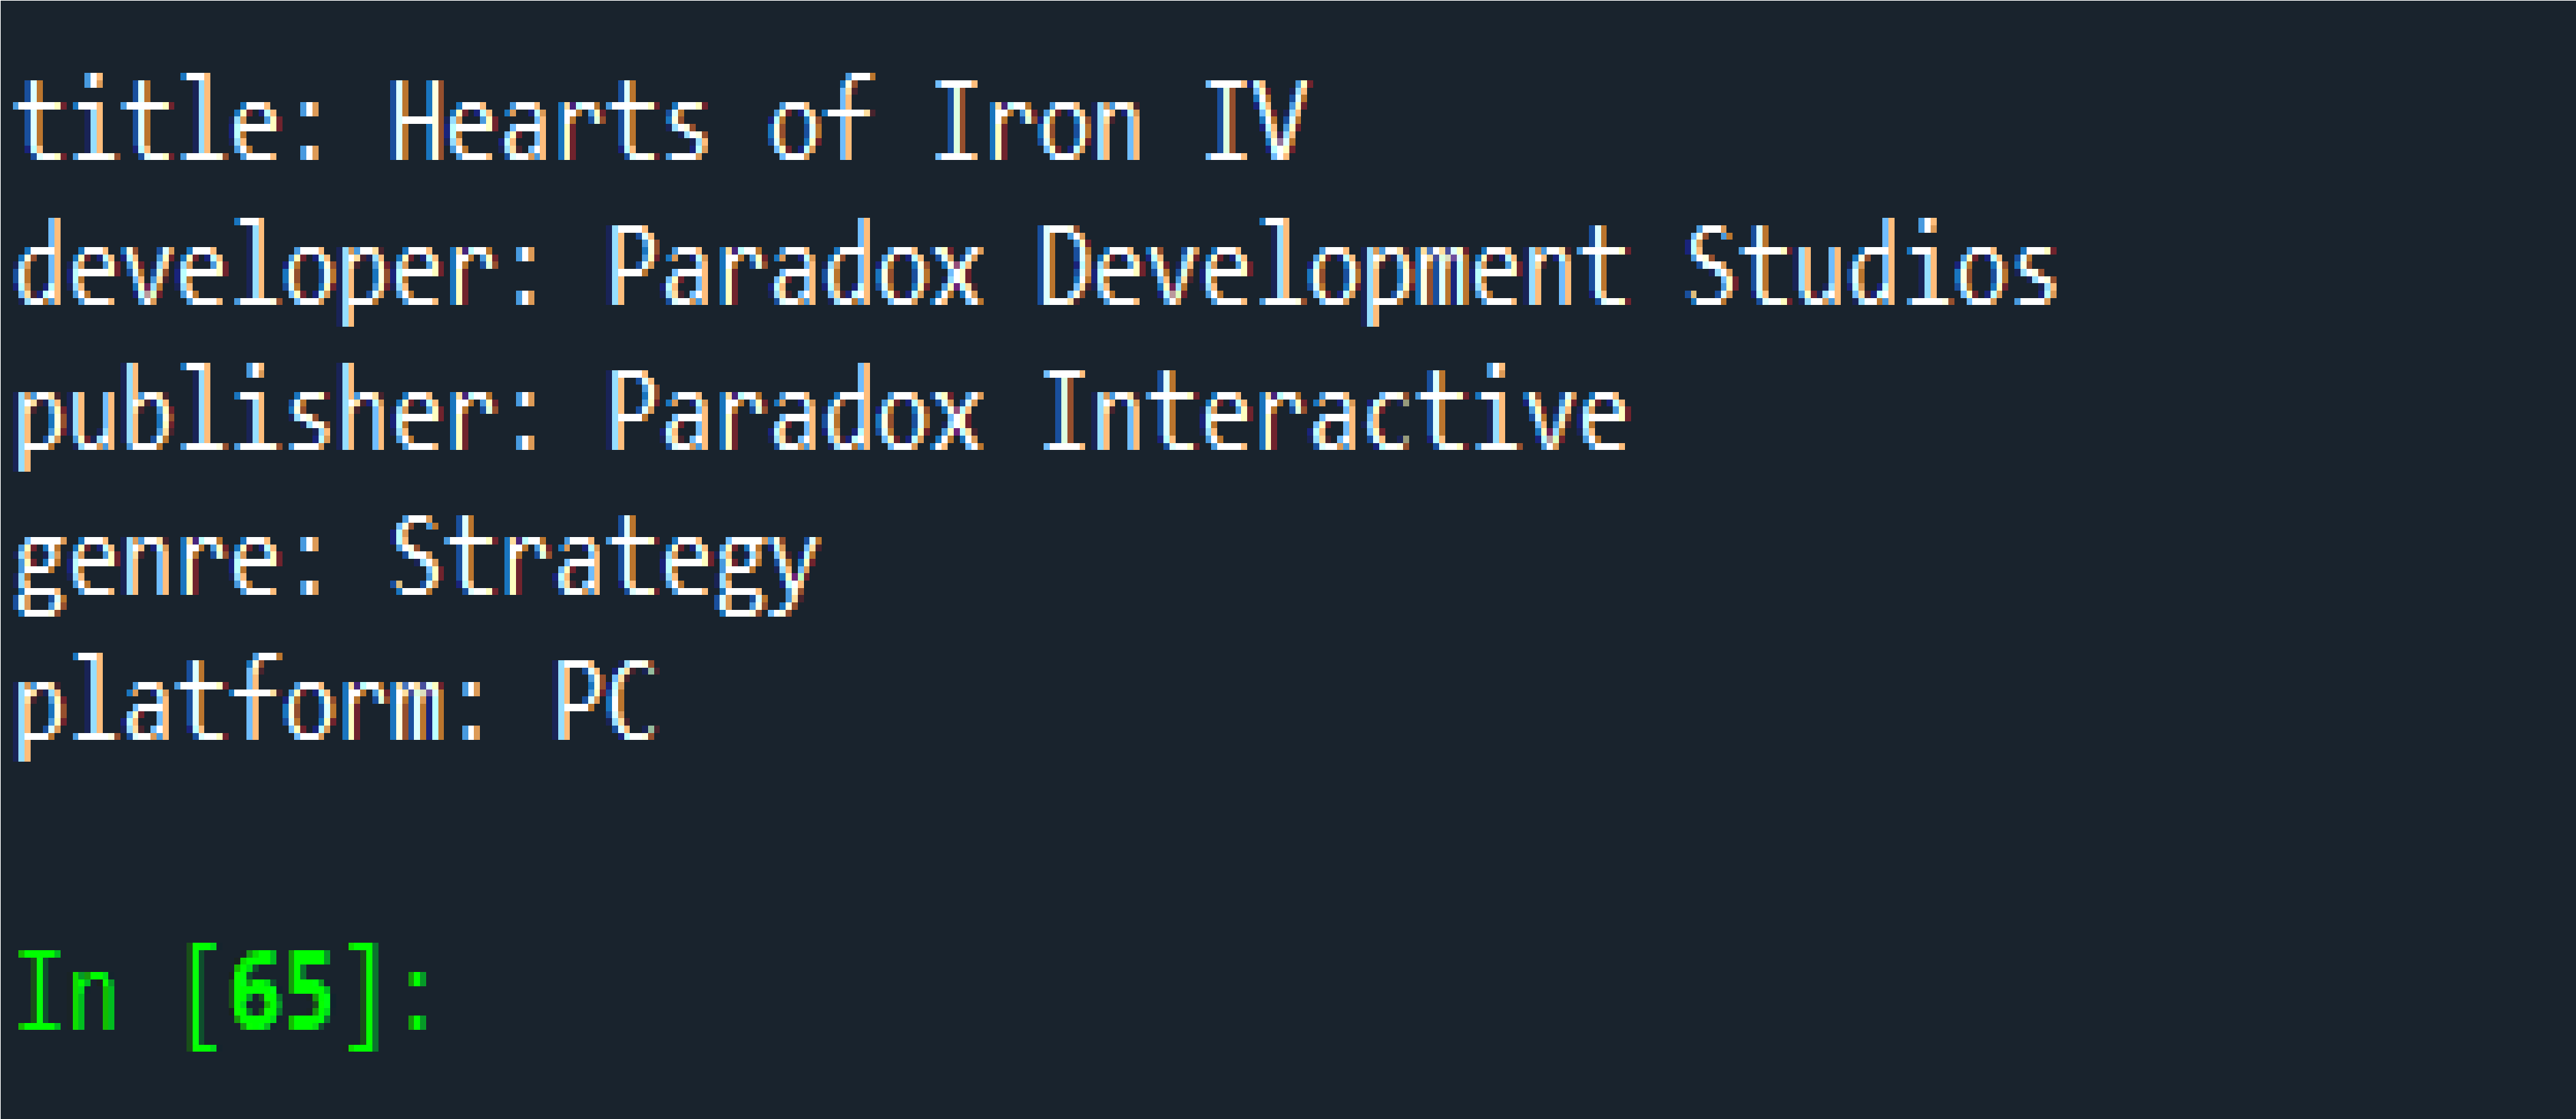 title: Hearts of Iron IV
developer: Paradox Development Studios
publisher: Paradox Interactive
genre: Strategy
platform: PC
In [65]: